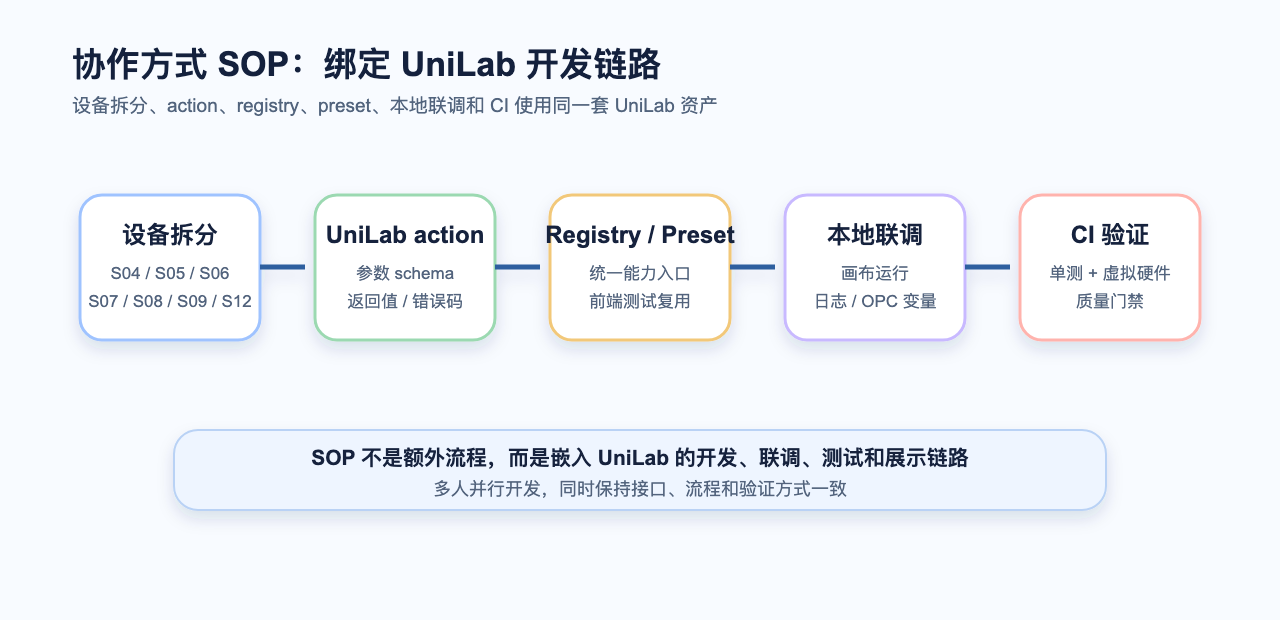 协作方式 SOP：绑定 UniLab 开发链路
设备拆分、action、registry、preset、本地联调和 CI 使用同一套 UniLab 资产
设备拆分
S04 / S05 / S06
S07 / S08 / S09 / S12
UniLab action
参数 schema
返回值 / 错误码
Registry / Preset
统一能力入口
前端测试复用
本地联调
画布运行
日志 / OPC 变量
CI 验证
单测 + 虚拟硬件
质量门禁
SOP 不是额外流程，而是嵌入 UniLab 的开发、联调、测试和展示链路
多人并行开发，同时保持接口、流程和验证方式一致